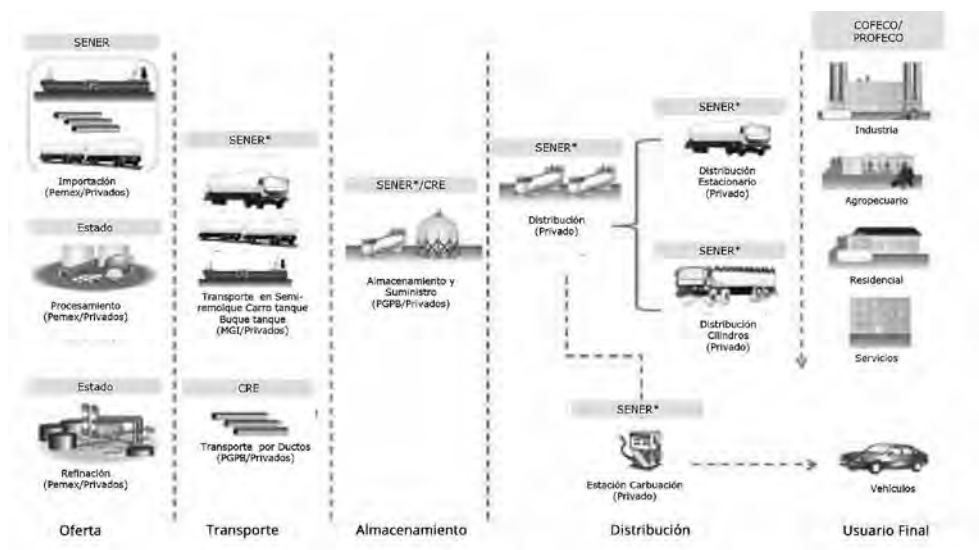 SENER
Importación
(Pemex/Privados)
Estado
Procesamiento
(Pemex/Privados)
Estado
Refinación
(Pemex/Privados)
Oferta
SENER*
Transporte en Semi-
remolque Carro tanque
Buque tanque
(MGI/Privados)
CRE
Transporte por Ductos
(PGPB/Privados)
Transporte
SENER*/CRE
Almacenamiento y
Suministro
(PGPB/Privados)
Almacenamiento
SENER*
Distribución
(Privado)
SENER*
Distribución
Estacionario
(Privado)
SENER*
Distribución
Cilindros
(Privado)
SENER*
Estación Carbuación
(Privado)
Distribución
COFECO/
PROFECO
Industria
Agropecuario
Residencial
Servicios
Vehículos
Usuario Final